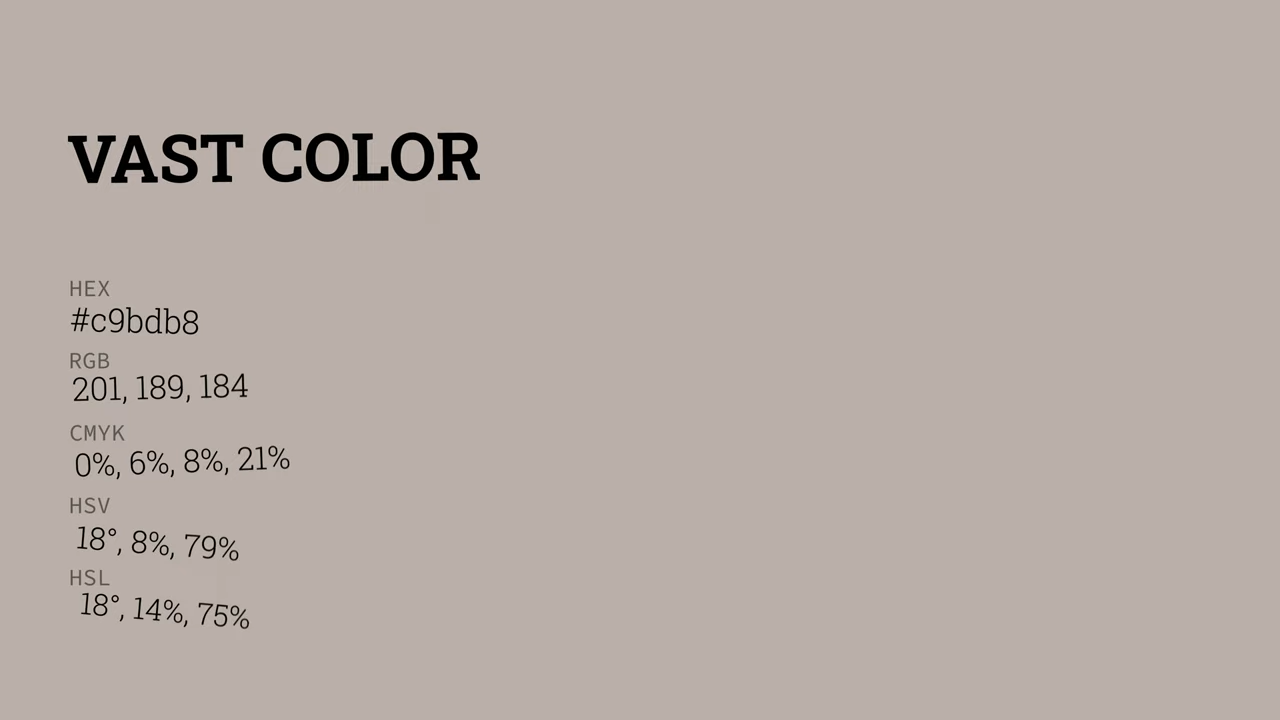 VAST COLOR
HEX
#c9bdb8
RGB
201, 189, 184
CMYK
0%, 6%, 8%, 21%
HSV
18°, 8%, 79%
HSL
18°, 14%, 75%